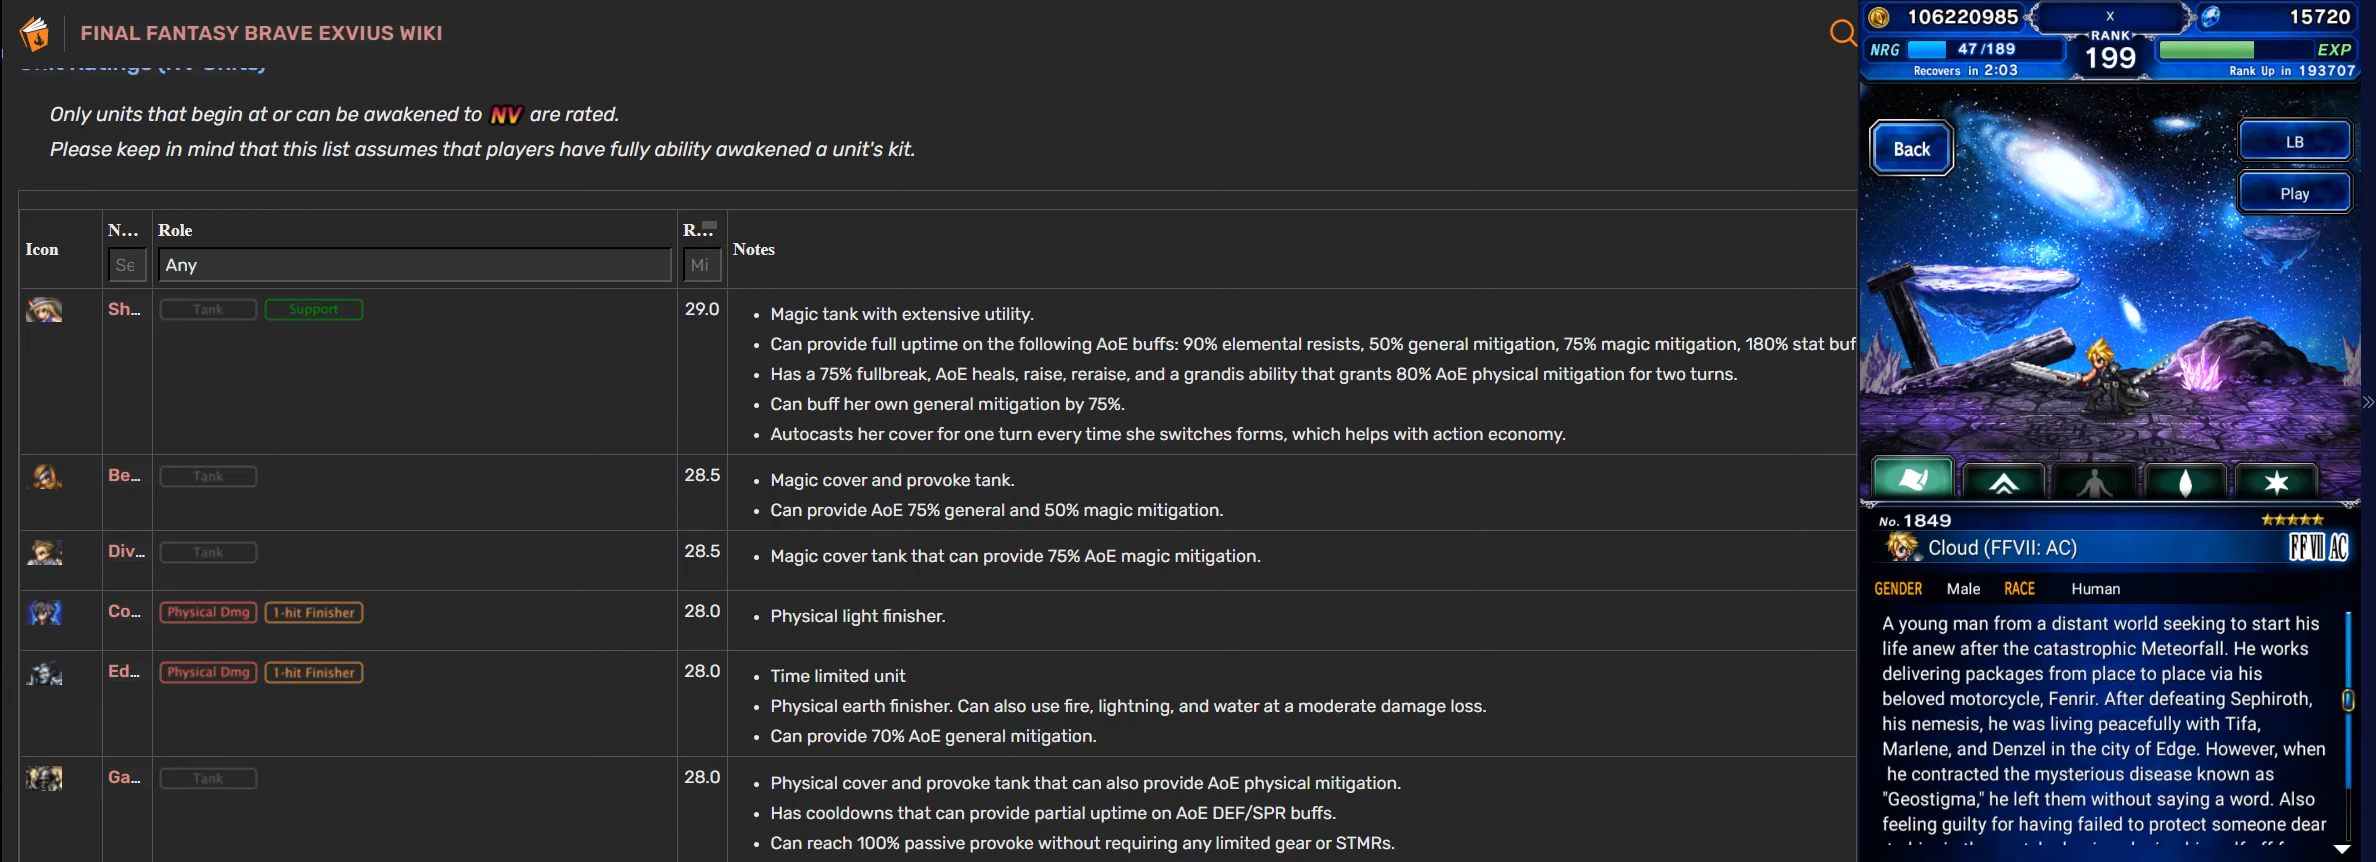 FINAL FANTASY BRAVE EXVIUS WIKI
Unit Ratings (NV Units)
Only units that begin at or can be awakened to NV are rated.
Please keep in mind that this list assumes that players have fully ability awakened a unit's kit.
Icon
N...
Se
Role
Any
R...
Mi
Notes
Sh...
Tank
Support
29.0
Magic tank with extensive utility.
Can provide full uptime on the following AoE buffs: 90% elemental resists, 50% general mitigation, 75% magic mitigation, 180% stat buf
Has a 75% fullbreak, AoE heals, raise, reraise, and a grandis ability that grants 80% AoE physical mitigation for two turns.
Can buff her own general mitigation by 75%.
Autocasts her cover for one turn every time she switches forms, which helps with action economy.
Be...
Tank
28.5
Magic cover and provoke tank.
Can provide AoE 75% general and 50% magic mitigation.
Div...
Tank
28.5
Magic cover tank that can provide 75% AoE magic mitigation.
Co...
Physical Dmg
1-hit Finisher
28.0
Physical light finisher.
Ed...
Physical Dmg
1-hit Finisher
28.0
Time limited unit
Physical earth finisher. Can also use fire, lightning, and water at a moderate damage loss.
Can provide 70% AoE general mitigation.
Ga...
Tank
28.0
Physical cover and provoke tank that can also provide AoE physical mitigation.
Has cooldowns that can provide partial uptime on AoE DEF/SPR buffs.
Can reach 100% passive provoke without requiring any limited gear or STMRs.
106220985
x
15720
NRG 47/189
Recovers in 2:03
RANK
199
EXP
Rank Up in 193707
Back
LB
Play
No. 1849
Cloud (FFVII: AC)
FFVII AC
GENDER Male RACE Human
A young man from a distant world seeking to start his
life anew after the catastrophic Meteorfall. He works
delivering packages from place to place via his
beloved motorcycle, Fenrir. After defeating Sephiroth,
his nemesis, he was living peacefully with Tifa,
Marlene, and Denzel in the city of Edge. However, when
he contracted the mysterious disease known as
"Geostigma," he left them without saying a word. Also
feeling guilty for having failed to protect someone dear